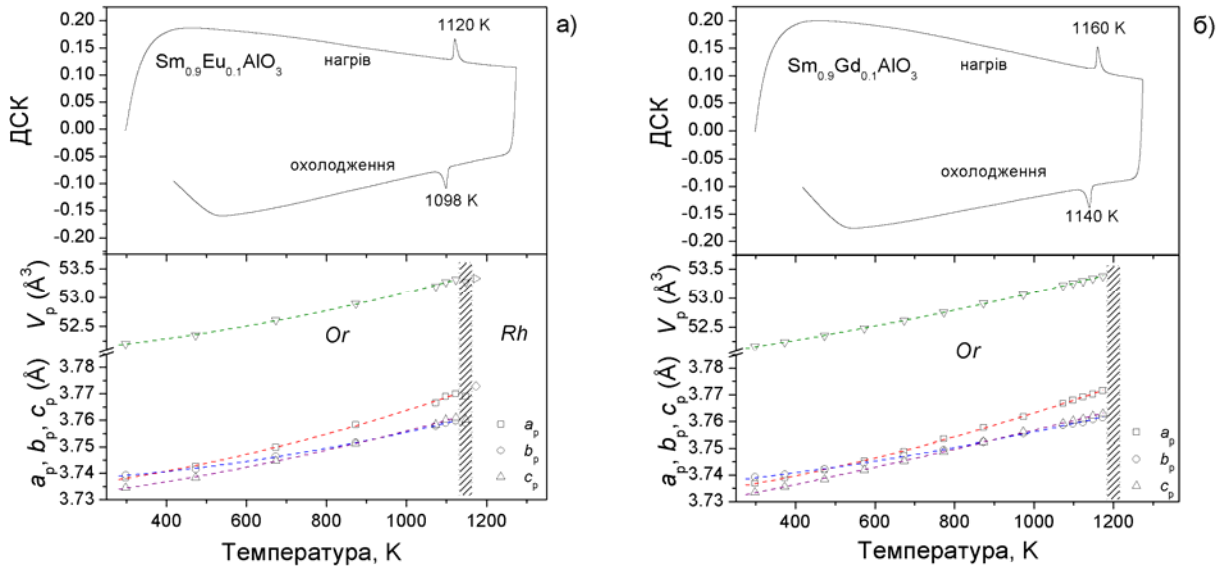 а)
ДСК
0.20
0.15
0.10
0.05
0.00
-0.05
-0.10
-0.15
-0.20
1120 K
Sm0.9Eu0.1AlO3
нагрів
охолодження
1098 K
Vp (Å3)
53.5
53.0
52.5
Or
Rh
ap, bp, cp (Å)
3.78
3.77
3.76
3.75
3.74
3.73
ap
bp
cp
400 600 800 1000 1200
Температура, K
б)
ДСК
0.20
0.15
0.10
0.05
0.00
-0.05
-0.10
-0.15
-0.20
1160 K
Sm0.9Gd0.1AlO3
нагрів
охолодження
1140 K
Vp (Å3)
53.5
53.0
52.5
Or
ap, bp, cp (Å)
3.78
3.77
3.76
3.75
3.74
3.73
ap
bp
cp
400 600 800 1000 1200
Температура, K